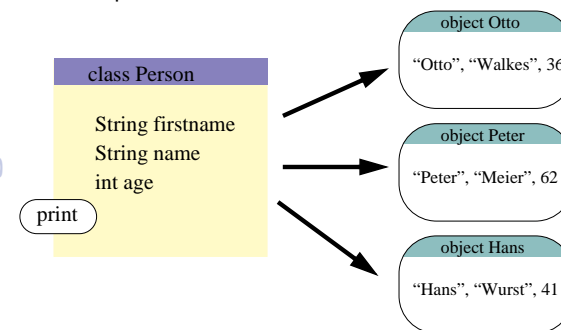 class Person
String firstname
String name
int age
print
object Otto
“Otto”, “Walkes”, 36
object Peter
“Peter”, “Meier”, 62
object Hans
“Hans”, “Wurst”, 41